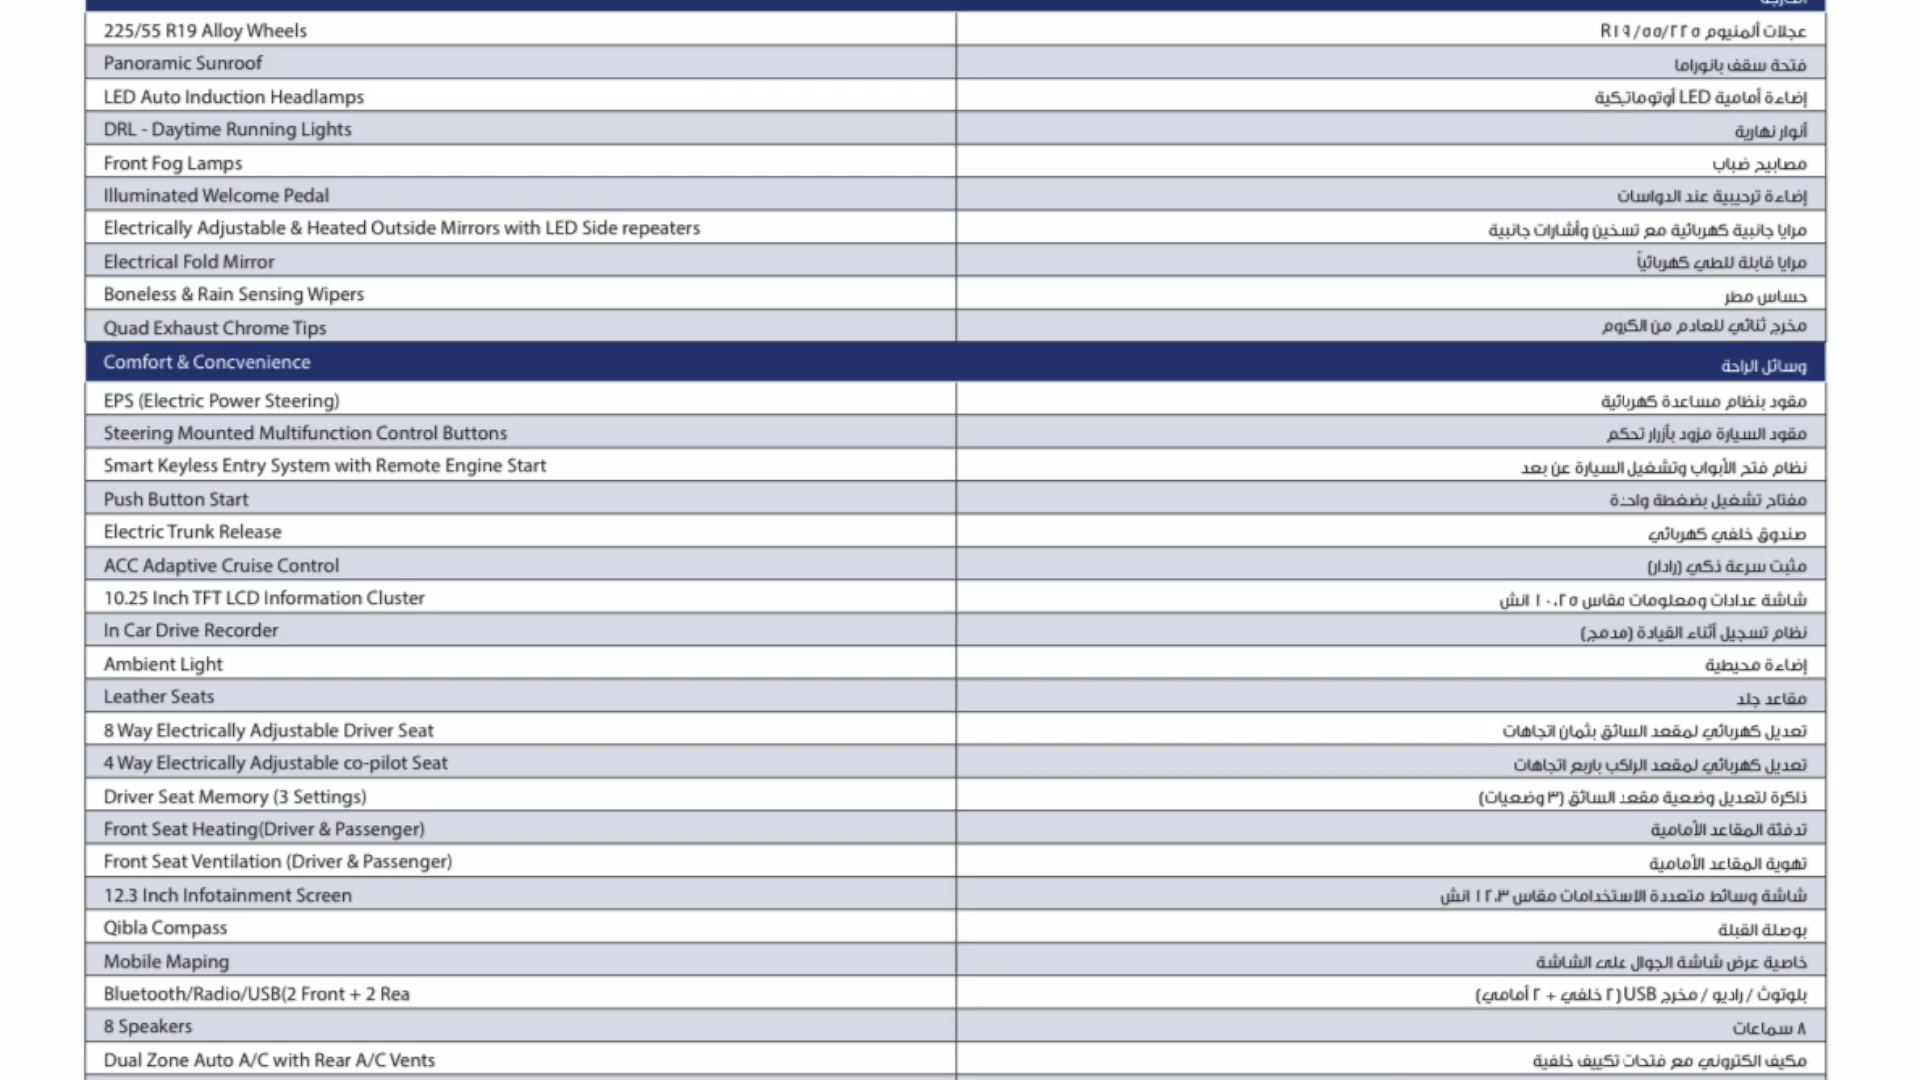 225/55 R19 Alloy Wheels عجلات ألمنيوم ٢٢٥/٥٥/R١٩
Panoramic Sunroof فتحة سقف بانوراما
LED Auto Induction Headlamps إضاءة أمامية LED أوتوماتيكية
DRL - Daytime Running Lights أنوار نهارية
Front Fog Lamps مصابيح ضباب
Illuminated Welcome Pedal إضاءة ترحيبية عند الدواسات
Electrically Adjustable & Heated Outside Mirrors with LED Side repeaters مرايا جانبية كهربائية مع تسخين وأشارات جانبية
Electrical Fold Mirror مرايا قابلة للطي كهربائياً
Boneless & Rain Sensing Wipers حساس مطر
Quad Exhaust Chrome Tips مخرج ثنائي للعادم من الكروم
Comfort & Concvenience وسائل الراحة
EPS (Electric Power Steering) مقود بنظام مساعدة كهربائية
Steering Mounted Multifunction Control Buttons مقود السيارة مزود بأزرار تحكم
Smart Keyless Entry System with Remote Engine Start نظام فتح الأبواب وتشغيل السيارة عن بعد
Push Button Start مفتاح تشغيل بضغطة واحدة
Electric Trunk Release صندوق خلفي كهربائي
ACC Adaptive Cruise Control مثبت سرعة ذكي (رادار)
10.25 Inch TFT LCD Information Cluster شاشة عدادات ومعلومات مقاس ١٠،٢٥ انش
In Car Drive Recorder نظام تسجيل أثناء القيادة (مدمج)
Ambient Light إضاءة محيطية
Leather Seats مقاعد جلد
8 Way Electrically Adjustable Driver Seat تعديل كهربائي لمقعد السائق بثمان اتجاهات
4 Way Electrically Adjustable co-pilot Seat تعديل كهربائي لمقعد الراكب باربع اتجاهات
Driver Seat Memory (3 Settings) ذاكرة لتعديل وضعية مقعد السائق (٣ وضعيات)
Front Seat Heating(Driver & Passenger) تدفئة المقاعد الأمامية
Front Seat Ventilation (Driver & Passenger) تهوية المقاعد الأمامية
12.3 Inch Infotainment Screen شاشة وسائط متعددة الاستخدامات مقاس ١٢،٣ انش
Qibla Compass بوصلة القبلة
Mobile Maping خاصية عرض شاشة الجوال على الشاشة
Bluetooth/Radio/USB(2 Front + 2 Rea بلوتوث / راديو / مخرج USB (٢ خلفي + ٢ أمامي)
8 Speakers ٨ سماعات
Dual Zone Auto A/C with Rear A/C Vents مكيف الكتروني مع فتحات تكييف خلفية